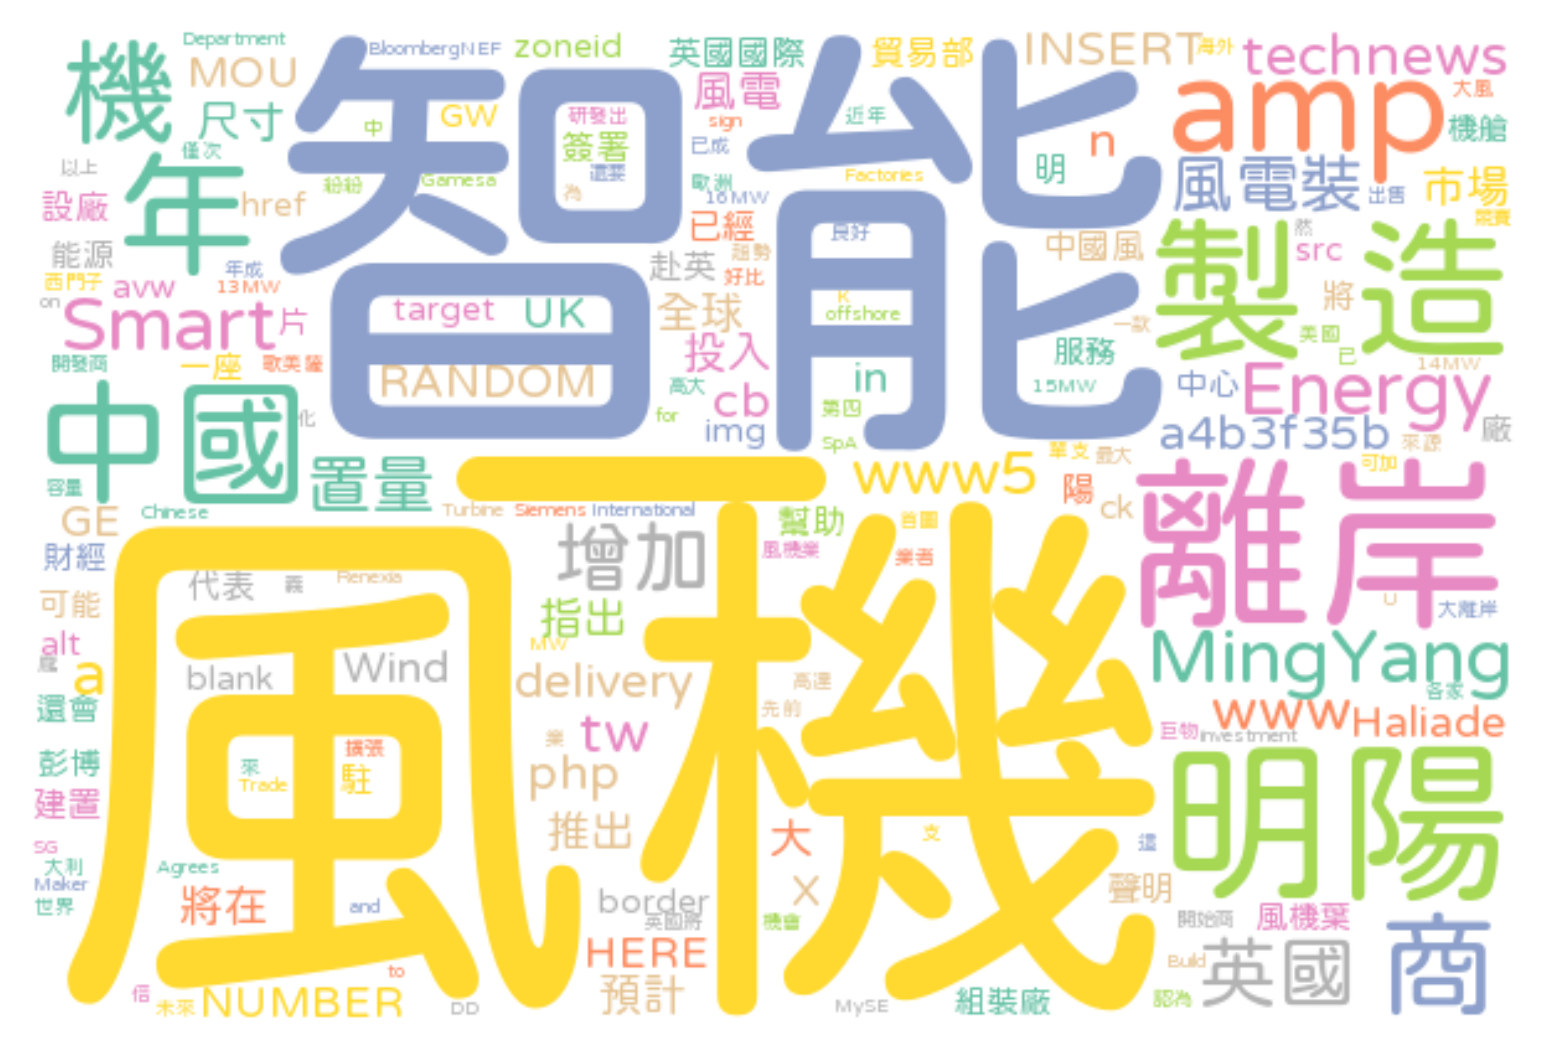 Department
BloombergNEF
zoneid
英國國際
貿易部
INSERT
海外
technews
機
MOU
智能
風電
amp
大風
尺寸
GW
研發出
簽署
sign
近年
n
機艙
中
僅次
已成
明
以上
年
紛紛
Gamesa
還要
為
歐洲
16MW
Factories
風電裝
出售
市場
競賽
設廠
href
已經
良好
中國風
然
src
製造
能源
年成
趨勢
好比
赴英
西門子
avw
13MW
on
Smart
片
target
UK
全球
K
offshore
一款
將
美國
已
開發商
一座
歌美薩
RANDOM
投入
in
服務
15MW
中心
14MW
Energy
中國
化
高大
cb
for
img
第四
SpA
a4b3f35b
來源
廠
置量
一
www5
單支
最大
可加
離岸
容量
Chinese
Turbine
Siemens
International
陽
ck
GE
增加
幫助
首圖
財經
風機業
業者
代表
義
Renexia
可能
指出
U
大離岸
alt
龐
a
風機
MW
MingYang
blank
Wind
delivery
高達
各家
還會
先前
www
Haliade
tw
業
巨物
Investment
彭博
來
擴張
Trade
駐
php
明陽
建置
推出
大
支
這
SG
大利
Agrees
Maker
世界
將在
and
border
X
聲明
英國將
機會
開始商
風機葉
商
HERE
to
Build
英國
信
未來
NUMBER
DD
預計
MySE
組裝廠
認為